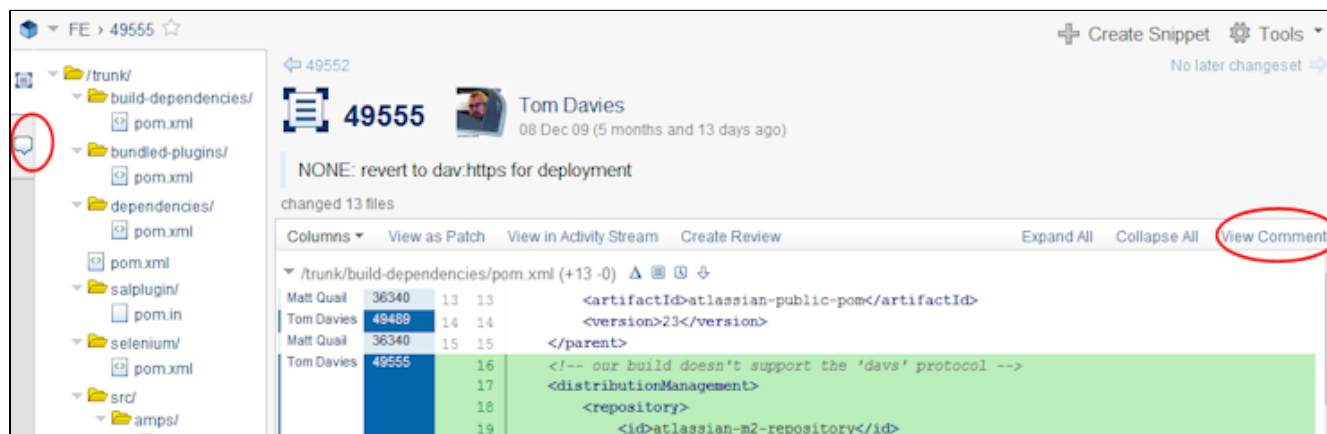 FE › 49555
Create Snippet Tools
/trunk/
build-dependencies/
pom.xml
bundled-plugins/
pom.xml
dependencies/
pom.xml
pom.xml
salplugin/
pom.in
selenium/
pom.xml
src/
amps/
49552
No later changeset
49555
Tom Davies
08 Dec 09 (5 months and 13 days ago)
NONE: revert to dav:https for deployment
changed 13 files
Columns View as Patch View in Activity Stream Create Review Expand All Collapse All View Comment
/trunk/build-dependencies/pom.xml (+13 -0)
Matt Quail 36340 13 13 <artifactId>atlassian-public-pom</artifactId>
Tom Davies 49489 14 14 <version>23</version>
Matt Quail 36340 15 15 </parent>
Tom Davies 49555 16 <!-- our build doesn't support the 'davs' protocol -->
17 <distributionManagement>
18 <repository>
19 <id>atlassian-m2-repository</id>